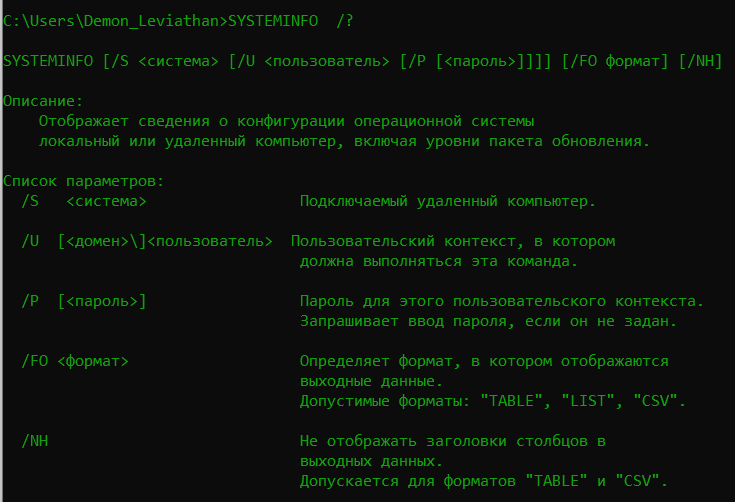 C:\Users\Demon_Leviathan>SYSTEMINFO  /?
SYSTEMINFO [/S <система> [/U <пользователь> [/P [<пароль>]]]] [/FO формат] [/NH]
Описание:
Отображает сведения о конфигурации операционной системы
локальный или удаленный компьютер, включая уровни пакета обновления.
Список параметров:
/S   <система>                 Подключаемый удаленный компьютер.
/U  [<домен>\]<пользователь>  Пользовательский контекст, в котором
должна выполняться эта команда.
/P  [<пароль>]                 Пароль для этого пользовательского контекста.
Запрашивает ввод пароля, если он не задан.
/FO <формат>                   Определяет формат, в котором отображаются
выходные данные.
Допустимые форматы: "TABLE", "LIST", "CSV".
/NH                            Не отображать заголовки столбцов в
выходных данных.
Допускается для форматов "TABLE" и "CSV".